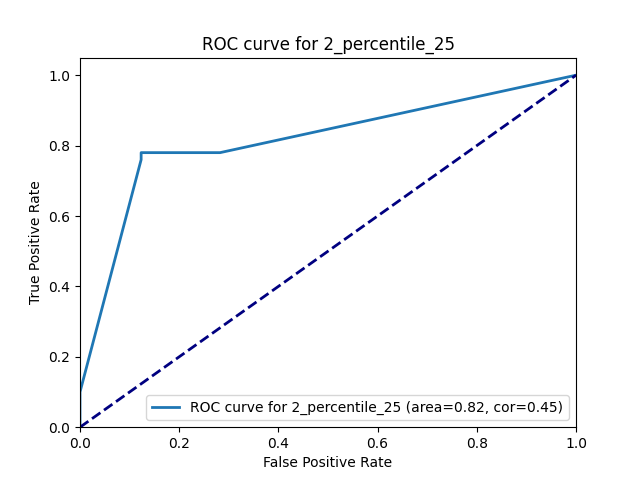 ROC curve for 2_percentile_25
True Positive Rate
1.0
0.8
0.6
0.4
0.2
0.0
ROC curve for 2_percentile_25 (area=0.82, cor=0.45)
0.0 0.2 0.4 0.6 0.8 1.0
False Positive Rate